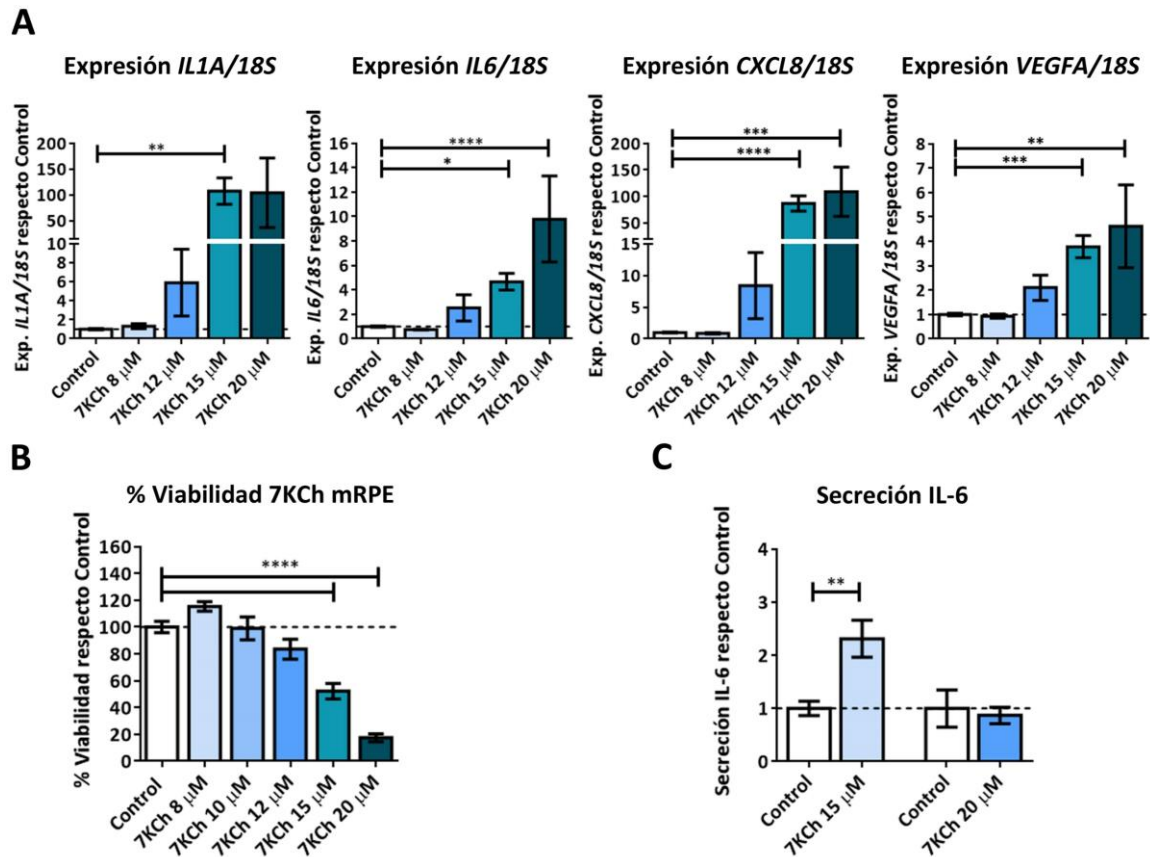 A
Expresión IL1A/18S
Exp. IL1A/18S respecto Control
200
150
100
50
10
8
6
4
2
0
**
Control
7KCh 8 μM
7KCh 12 μM
7KCh 15 μM
7KCh 20 μM
Expresión IL6/18S
Exp. IL6/18S respecto Control
16
14
12
10
8
6
4
2
0
****
*
Control
7KCh 8 μM
7KCh 12 μM
7KCh 15 μM
7KCh 20 μM
Expresión CXCL8/18S
Exp. CXCL8/18S respecto Control
200
150
100
50
15
10
5
0
***
****
Control
7KCh 8 μM
7KCh 12 μM
7KCh 15 μM
7KCh 20 μM
Expresión VEGFA/18S
Exp. VEGFA/18S respecto Control
8
7
6
5
4
3
2
1
0
**
***
Control
7KCh 8 μM
7KCh 12 μM
7KCh 15 μM
7KCh 20 μM
B
% Viabilidad 7KCh mRPE
% Viabilidad respecto Control
160
140
120
100
80
60
40
20
0
****
Control
7KCh 8 μM
7KCh 10 μM
7KCh 12 μM
7KCh 15 μM
7KCh 20 μM
C
Secreción IL-6
Secreción IL-6 respecto Control
4
3
2
1
0
**
Control
7KCh 15 μM
Control
7KCh 20 μM